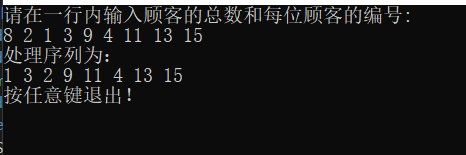 请在一行内输入顾客的总数和每位顾客的编号:
8 2 1 3 9 4 11 13 15
处理序列为:
1 3 2 9 11 4 13 15
按任意键退出!